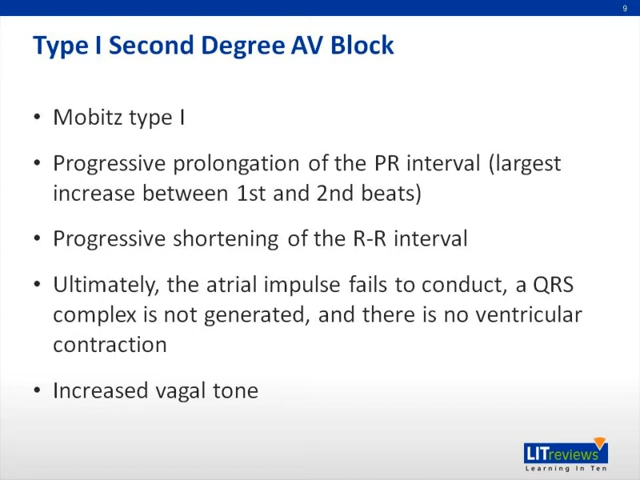 9
Type I Second Degree AV Block
• Mobitz type I
• Progressive prolongation of the PR interval (largest
increase between 1st and 2nd beats)
• Progressive shortening of the R-R interval
• Ultimately, the atrial impulse fails to conduct, a QRS
complex is not generated, and there is no ventricular
contraction
• Increased vagal tone
LITreviews
Learning In Ten